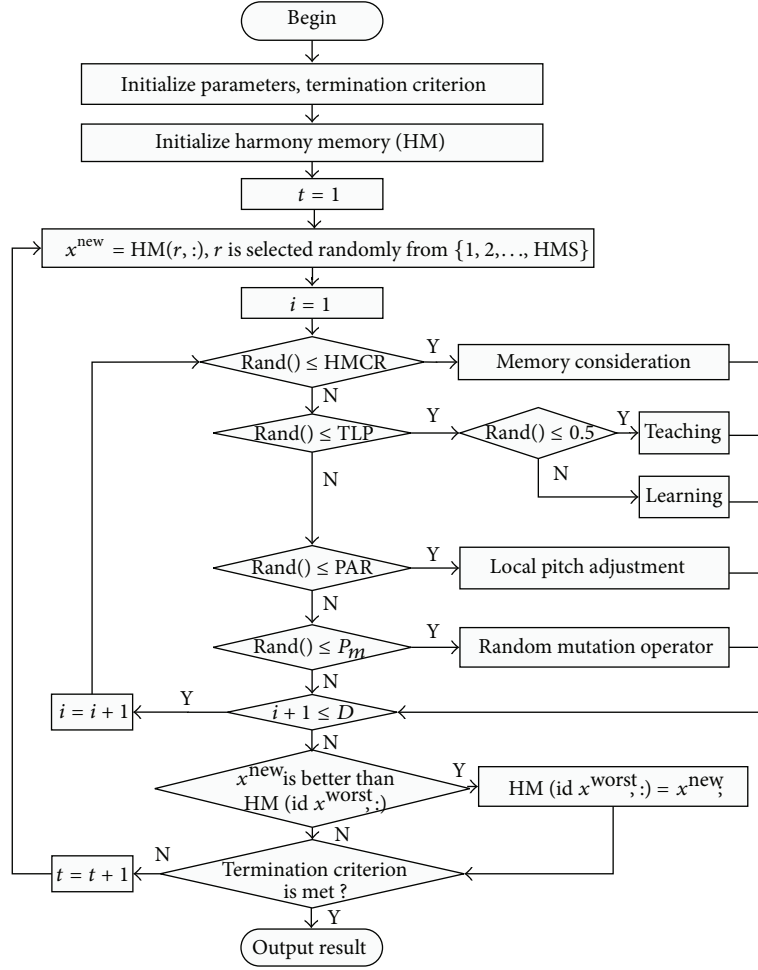 Begin
Initialize parameters, termination criterion
Initialize harmony memory (HM)
t = 1
x^new = HM(r, :), r is selected randomly from {1, 2,..., HMS}
i = 1
Rand() ≤ HMCR
Y
Memory consideration
N
Rand() ≤ TLP
Y
Rand() ≤ 0.5
Y
Teaching
N
N
Learning
Rand() ≤ PAR
Y
Local pitch adjustment
N
Rand() ≤ P_m
Y
Random mutation operator
N
i = i + 1
Y
i + 1 ≤ D
N
x^new is better than
HM (id x^worst, :)
Y
HM (id x^worst, :) = x^new;
N
t = t + 1
N
Termination criterion
is met ?
Y
Output result